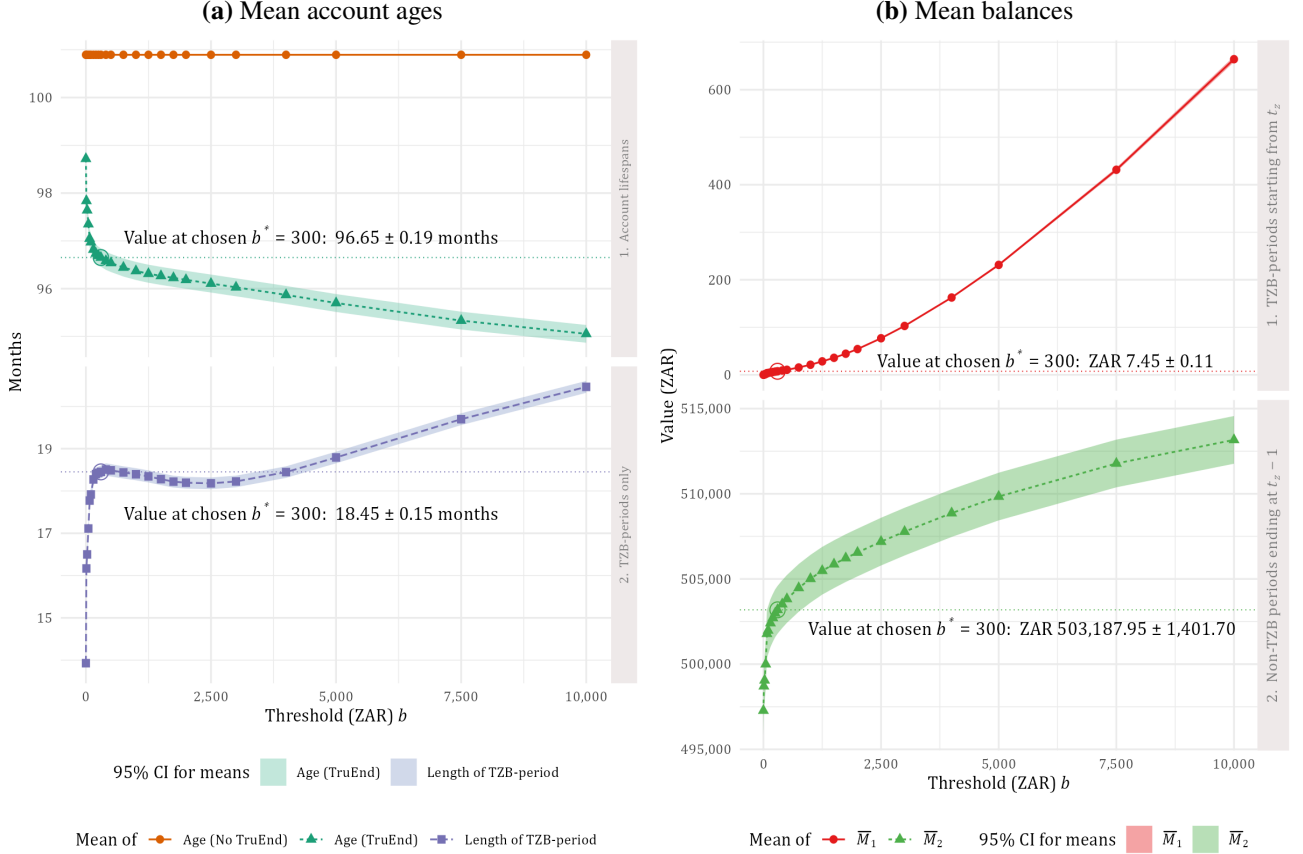 (a) Mean account ages
Months
100
98
96
Value at chosen b* = 300: 96.65 ± 0.19 months
1. Account lifespans
19
17
15
Value at chosen b* = 300: 18.45 ± 0.15 months
2. TZB-periods only
0
2,500
5,000
7,500
10,000
Threshold (ZAR) b
95% CI for means
Age (TruEnd)
Length of TZB-period
Mean of
Age (No TruEnd)
Age (TruEnd)
Length of TZB-period
(b) Mean balances
Value (ZAR)
600
400
200
0
Value at chosen b* = 300: ZAR 7.45 ± 0.11
1. TZB-periods starting from t_z
515,000
510,000
505,000
500,000
495,000
Value at chosen b* = 300: ZAR 503,187.95 ± 1,401.70
2. Non-TZB periods ending at t_z − 1
0
2,500
5,000
7,500
10,000
Threshold (ZAR) b
Mean of
M̅₁
M̅₂
95% CI for means
M̅₁
M̅₂